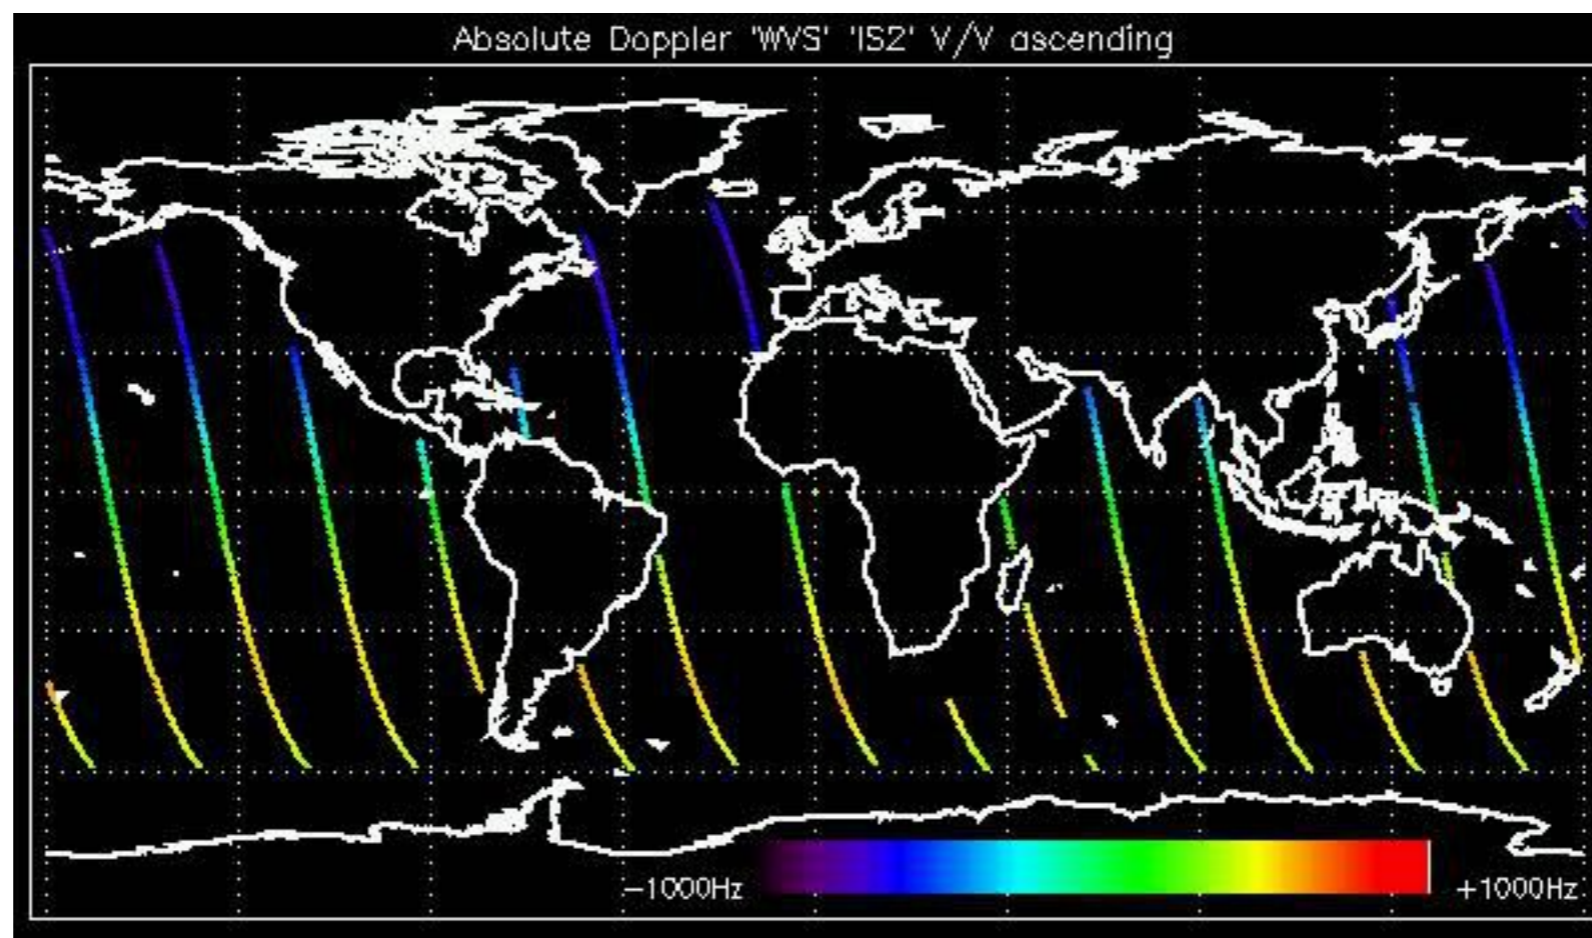 Absolute Doppler 'WVS' 'IS2' V/V ascending
−1000Hz
+1000Hz